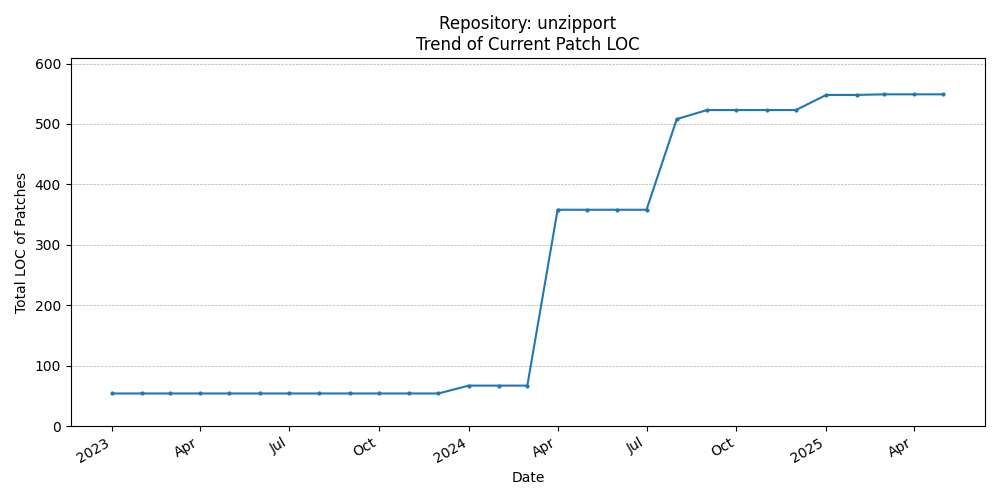 Repository: unzipport
Trend of Current Patch LOC
Total LOC of Patches
600
500
400
300
200
100
0
2023
Apr
Jul
Oct
2024
Apr
Jul
Oct
2025
Apr
Date